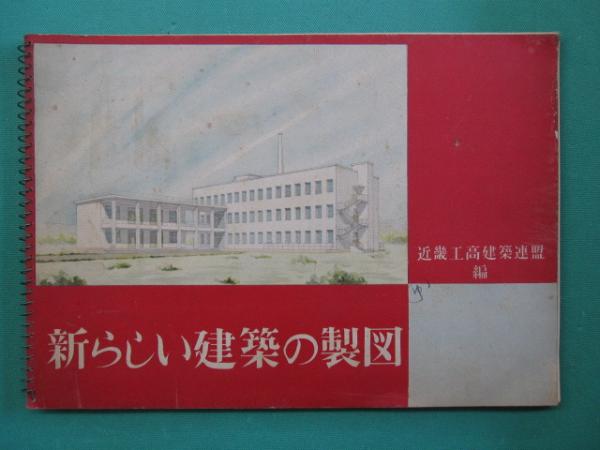 近畿工高建築連盟
編
新らしい建築の製図